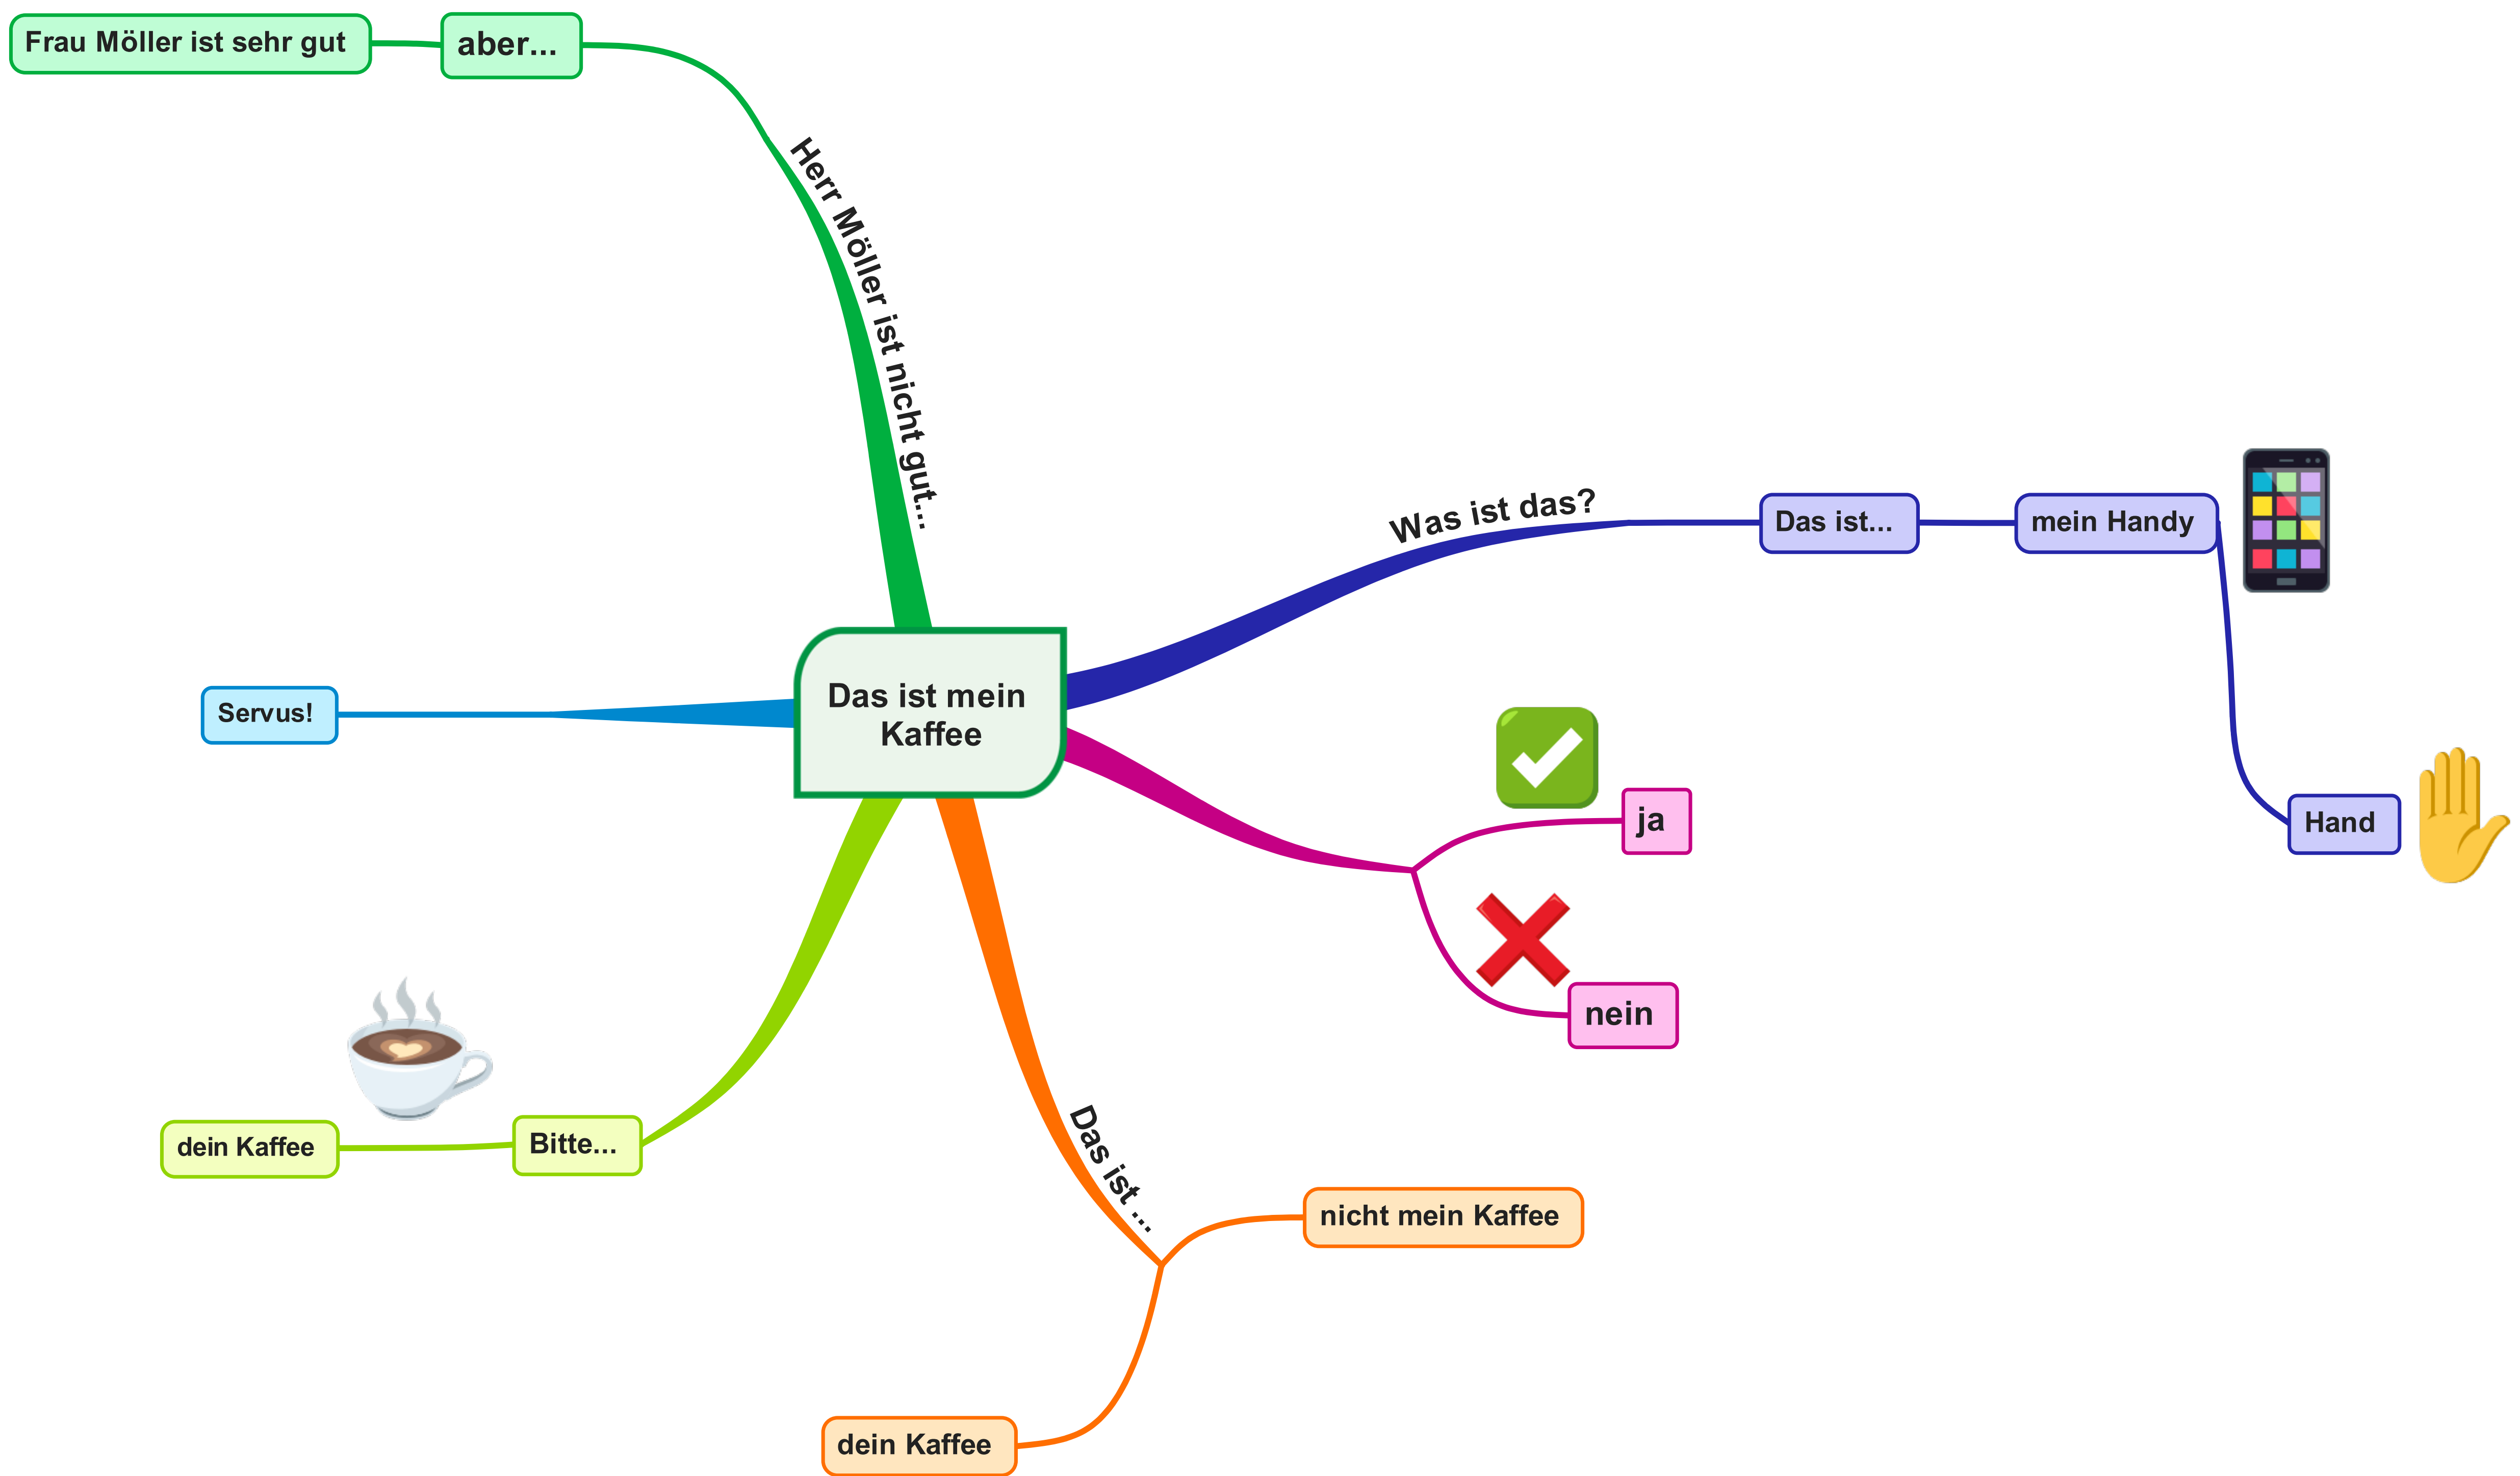 Frau Möller ist sehr gut
aber...
Herr Möller ist nicht gut...
Was ist das?
Das ist...
mein Handy
Hand
Das ist mein
Kaffee
Servus!
ja
nein
dein Kaffee
Bitte...
Das ist ...
nicht mein Kaffee
dein Kaffee